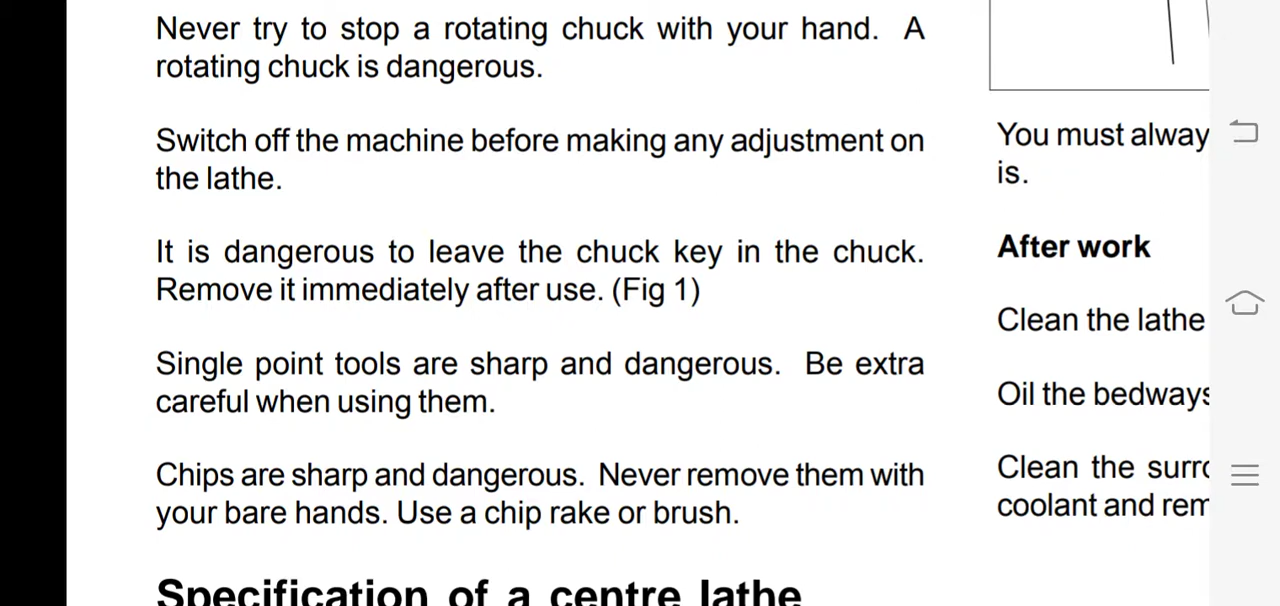 Never try to stop a rotating chuck with your hand. A
rotating chuck is dangerous.
Switch off the machine before making any adjustment on
the lathe.
It is dangerous to leave the chuck key in the chuck.
Remove it immediately after use. (Fig 1)
Single point tools are sharp and dangerous. Be extra
careful when using them.
Chips are sharp and dangerous. Never remove them with
your bare hands. Use a chip rake or brush.
Specification of a centre lathe
You must alway
is.
After work
Clean the lathe
Oil the bedways
Clean the surro
coolant and rem